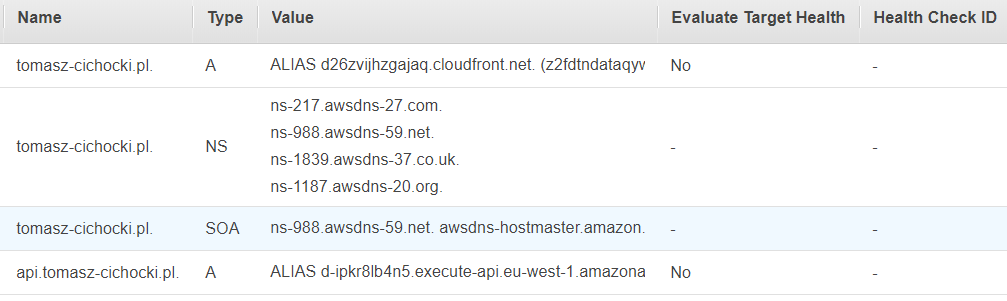 Name Type Value Evaluate Target Health Health Check ID
tomasz-cichocki.pl. A ALIAS d26zvijhzgajaq.cloudfront.net. (z2fdtndataqyw No -
ns-217.awsdns-27.com.
ns-988.awsdns-59.net.
tomasz-cichocki.pl. NS - -
ns-1839.awsdns-37.co.uk.
ns-1187.awsdns-20.org.
tomasz-cichocki.pl. SOA ns-988.awsdns-59.net. awsdns-hostmaster.amazon. - -
api.tomasz-cichocki.pl. A ALIAS d-ipkr8lb4n5.execute-api.eu-west-1.amazona No -